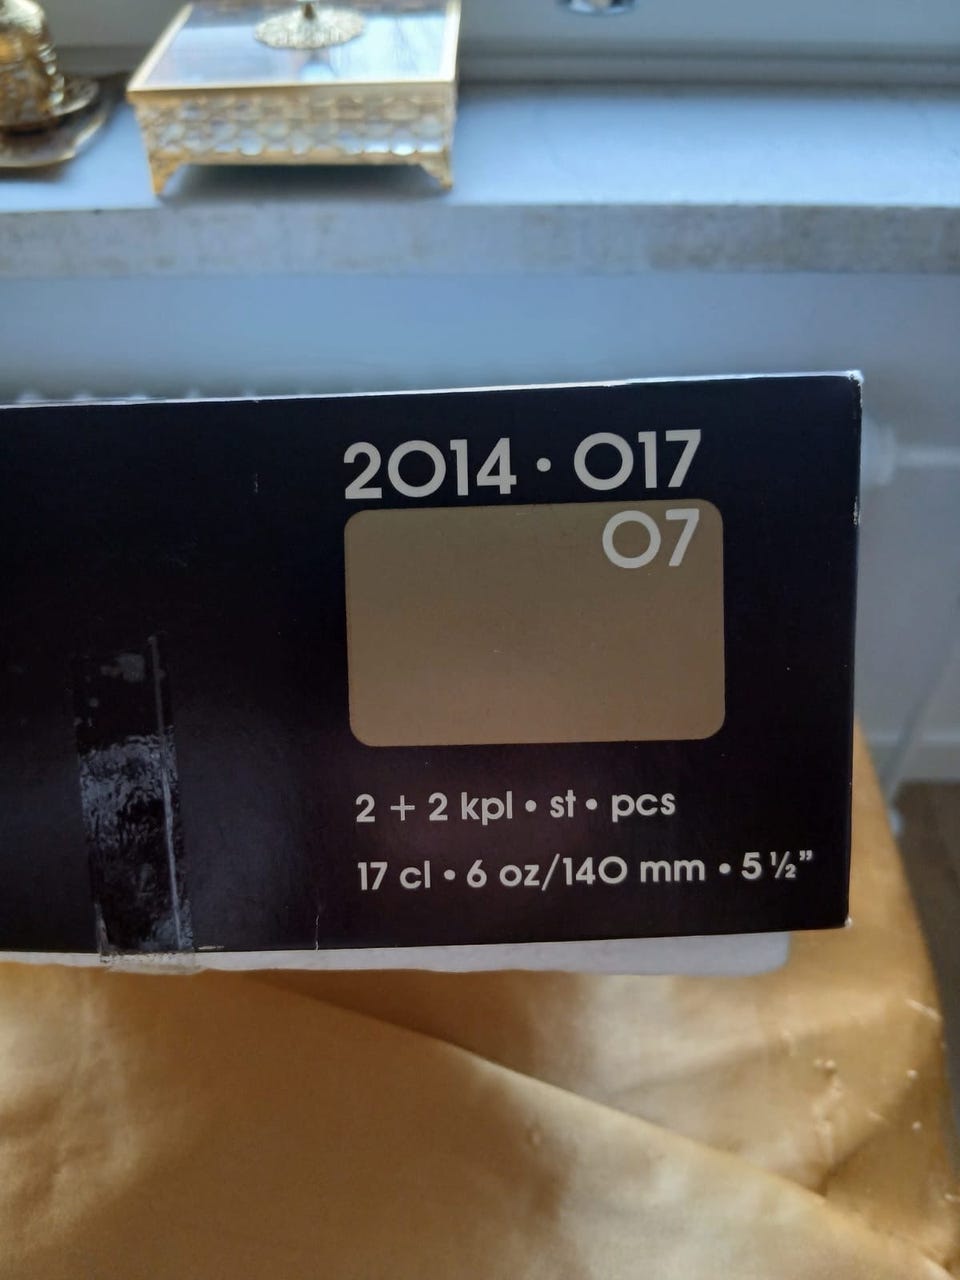 2014 • 017
07
2 + 2 kpl • st • pcs
17 cl • 6 oz/140 mm • 5 ½”